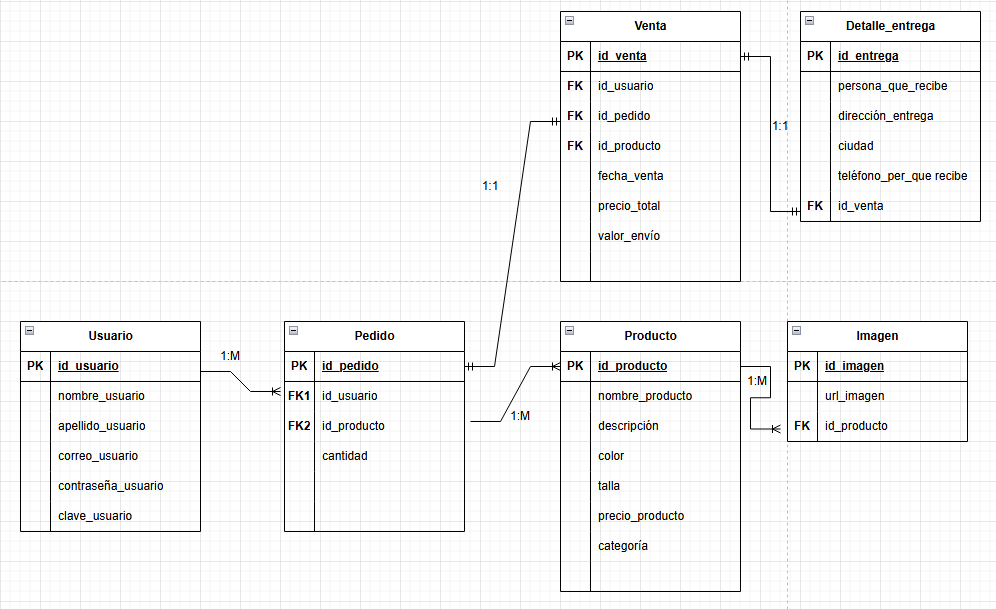 Venta
PK id_venta
FK id_usuario
FK id_pedido
FK id_producto
fecha_venta
precio_total
valor_envío
Detalle_entrega
PK id_entrega
persona_que_recibe
dirección_entrega
ciudad
teléfono_per_que recibe
FK id_venta
1:1
1:1
Usuario
PK id_usuario
nombre_usuario
apellido_usuario
correo_usuario
contraseña_usuario
clave_usuario
1:M
Pedido
PK id_pedido
FK1 id_usuario
FK2 id_producto
cantidad
1:M
Producto
PK id_producto
nombre_producto
descripción
color
talla
precio_producto
categoría
1:M
Imagen
PK id_imagen
url_imagen
FK id_producto